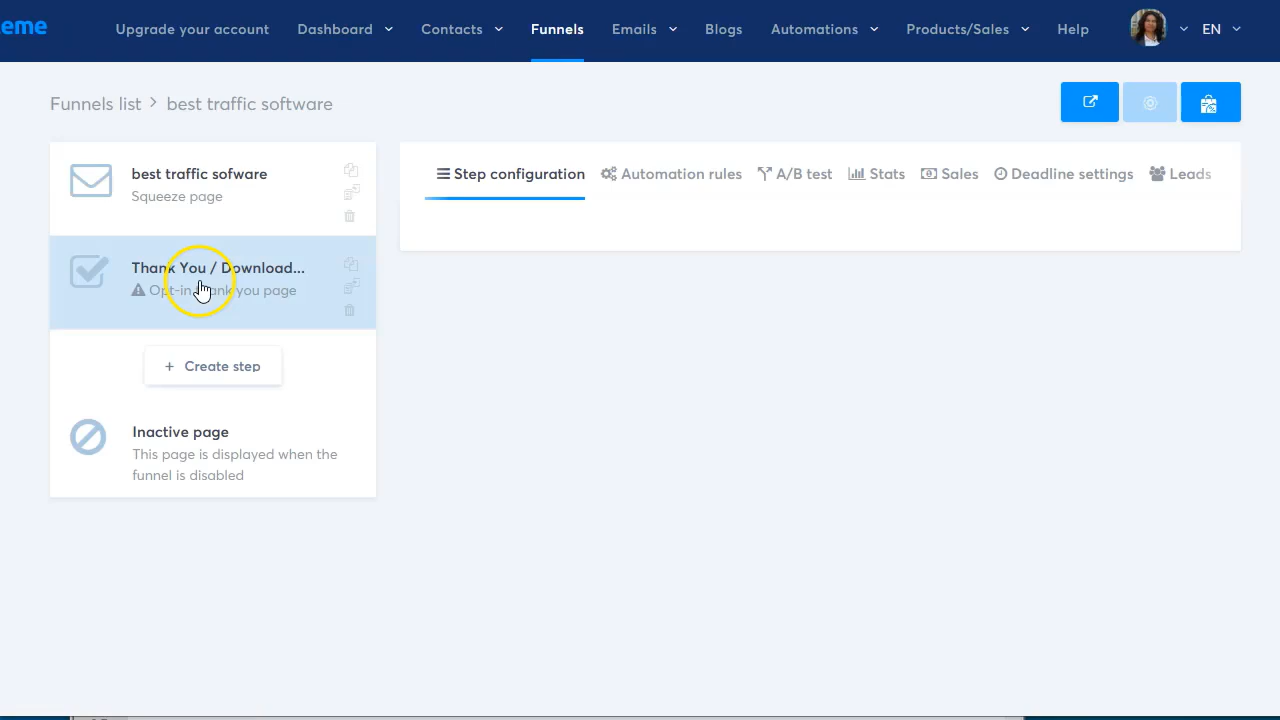 eme
Upgrade your account Dashboard Contacts Funnels Emails Blogs Automations Products/Sales Help EN
Funnels list > best traffic software
best traffic sofware
Squeeze page
Thank You / Download...
Opt-in thank you page
+ Create step
Inactive page
This page is displayed when the
funnel is disabled
Step configuration Automation rules A/B test Stats Sales Deadline settings Leads